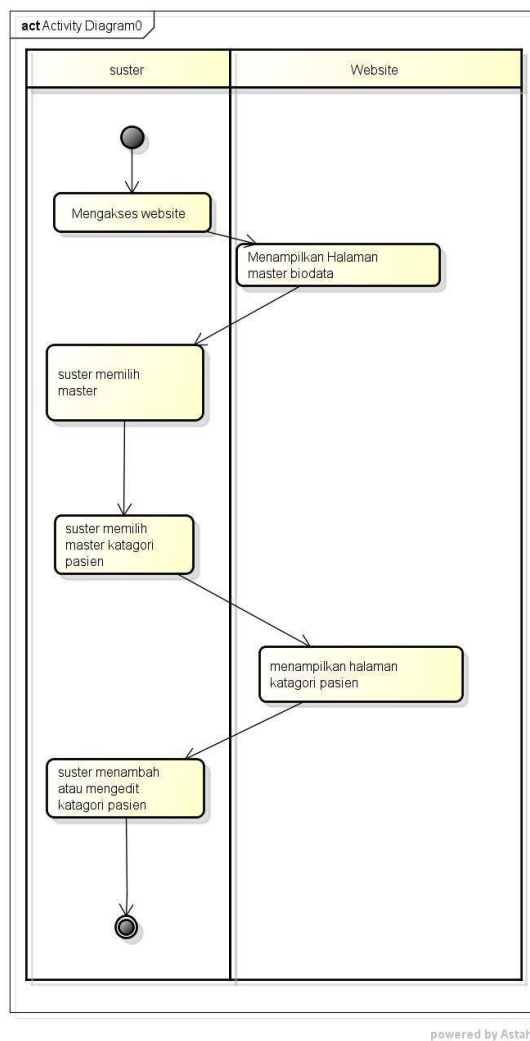 act Activity Diagram0
suster
Website
Mengakses website
Menampilkan Halaman
master biodata
suster memilih
master
suster memilih
master katagori
pasien
menampilkan halaman
katagori pasien
suster menambah
atau mengedit
katagori pasien
powered by Astah